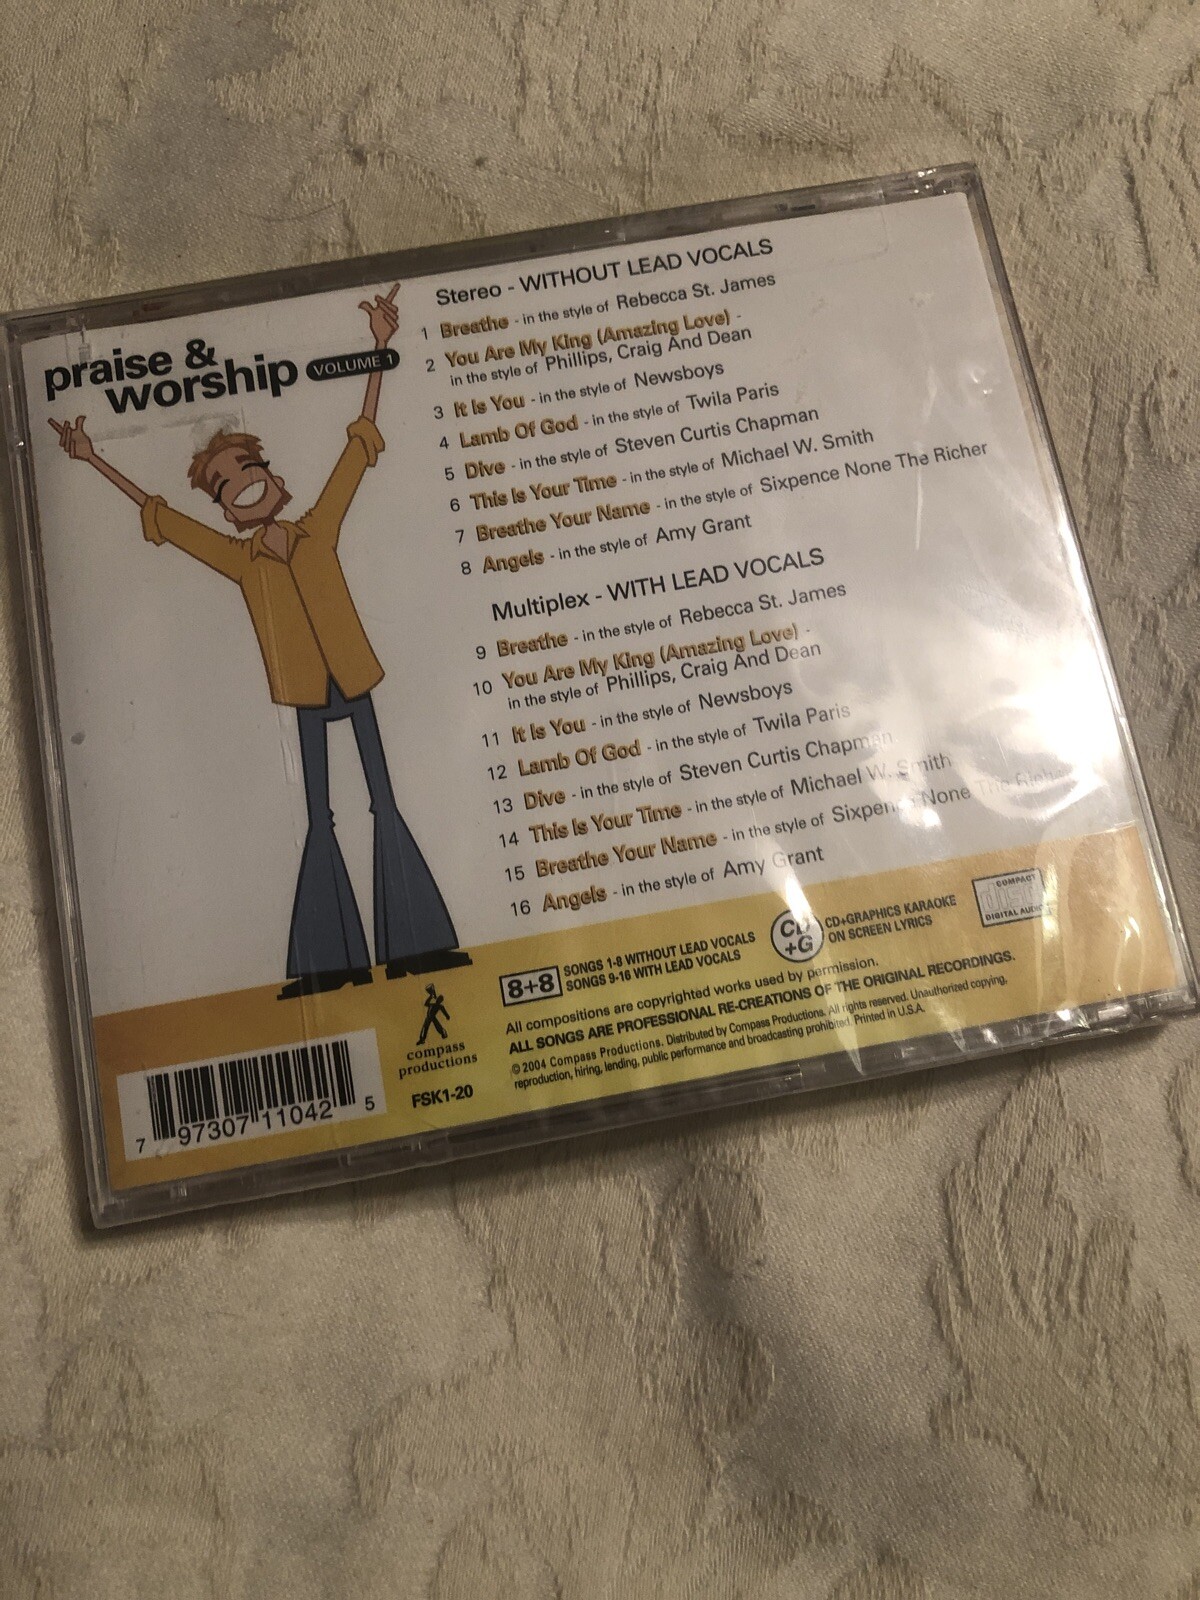 praise &
worship VOLUME 1
Stereo - WITHOUT LEAD VOCALS
1 Breathe - in the style of Rebecca St. James
2 You Are My King (Amazing Love) -
in the style of Phillips, Craig And Dean
3 It Is You - in the style of Newsboys
4 Lamb Of God - in the style of Twila Paris
5 Dive - in the style of Steven Curtis Chapman
6 This Is Your Time - in the style of Michael W. Smith
7 Breathe Your Name - in the style of Sixpence None The Richer
8 Angels - in the style of Amy Grant
Multiplex - WITH LEAD VOCALS
9 Breathe - in the style of Rebecca St. James
10 You Are My King (Amazing Love) -
in the style of Phillips, Craig And Dean
11 It Is You - in the style of Newsboys
12 Lamb Of God - in the style of Twila Paris
13 Dive - in the style of Steven Curtis Chapman
14 This Is Your Time - in the style of Michael W. Smith
15 Breathe Your Name - in the style of Sixpence None The Richer
16 Angels - in the style of Amy Grant
8+8 SONGS 1-8 WITHOUT LEAD VOCALS
SONGS 9-16 WITH LEAD VOCALS
CD
+G
CD+GRAPHICS KARAOKE
ON SCREEN LYRICS
COMPACT
disc
DIGITAL AUDIO
All compositions are copyrighted works used by permission.
ALL SONGS ARE PROFESSIONAL RE-CREATIONS OF THE ORIGINAL RECORDINGS.
© 2004 Compass Productions. Distributed by Compass Productions. All rights reserved. Unauthorized copying,
reproduction, hiring, lending, public performance and broadcasting prohibited. Printed in U.S.A.
compass
productions
FSK1-20
7 97307 11042 5